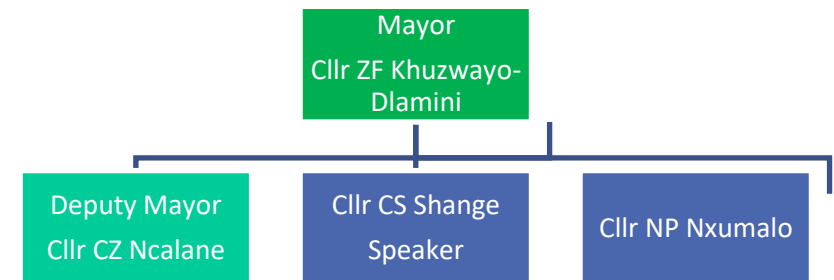 Mayor
Cllr ZF Khuzwayo-
Dlamini
Deputy Mayor
Cllr CZ Ncalane
Cllr CS Shange
Speaker
Cllr NP Nxumalo